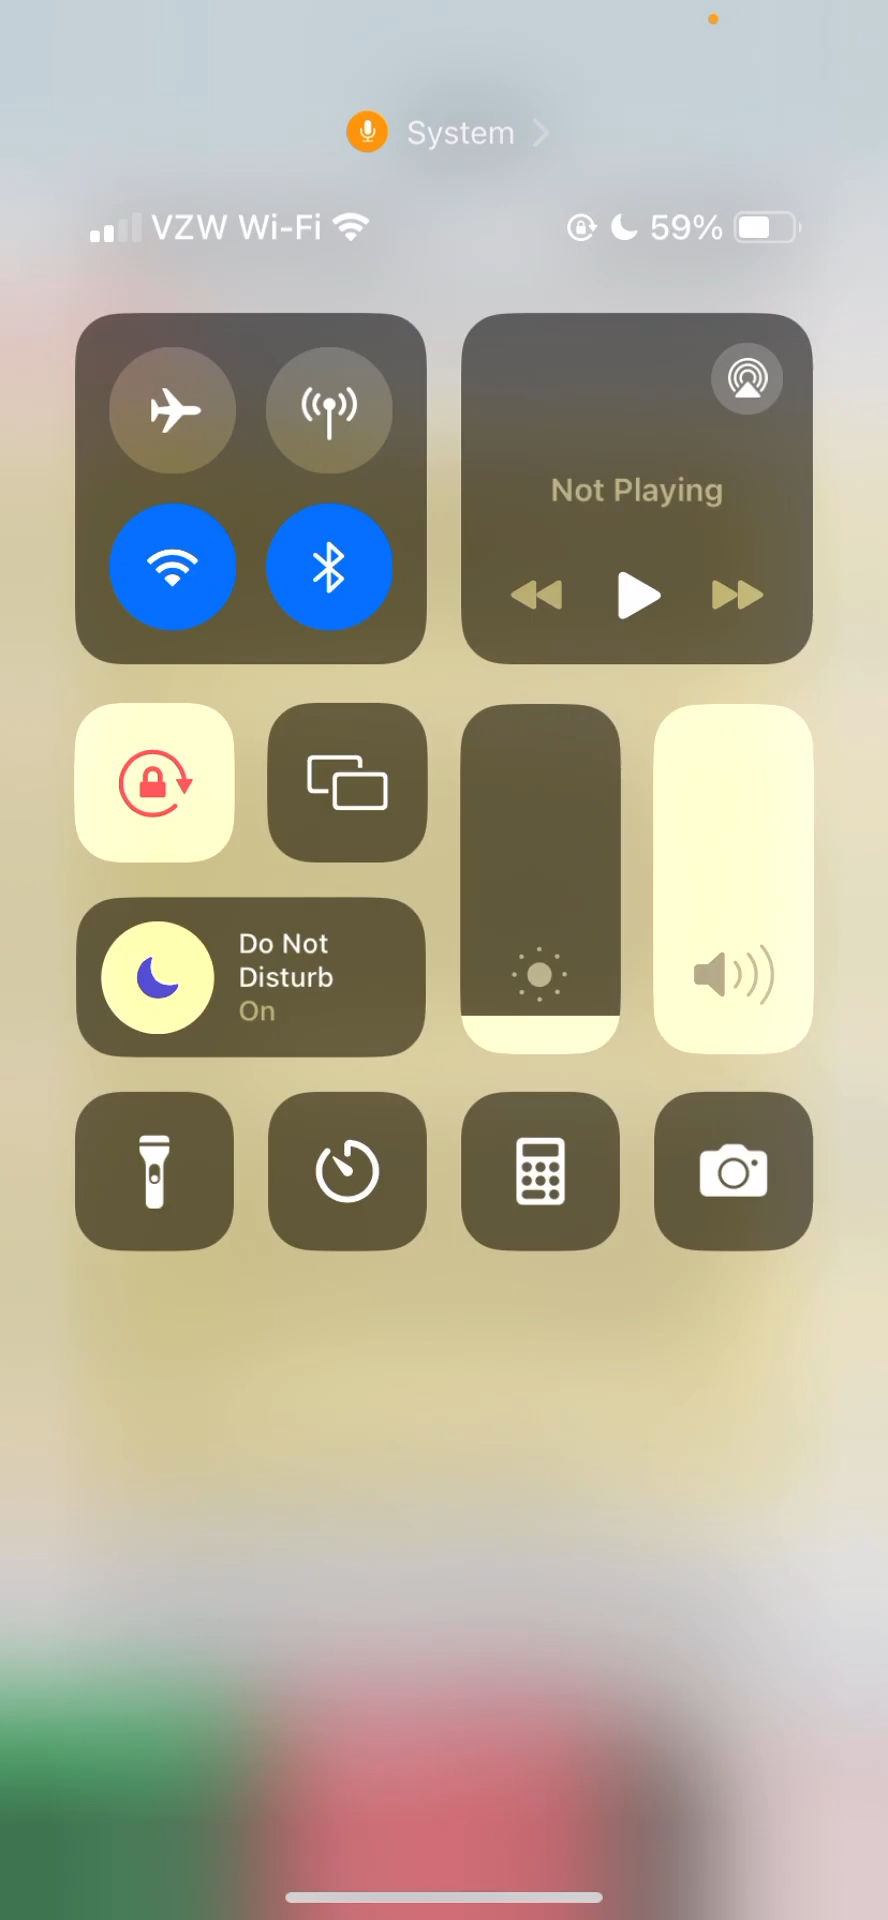 System
VZW Wi-Fi 59%
Not Playing
Do Not
Disturb
On